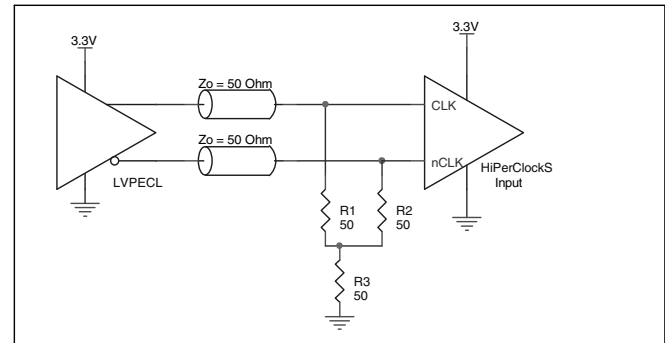 3.3V
3.3V
Zo = 50 Ohm
CLK
Zo = 50 Ohm
nCLK
HiPerClockS
Input
LVPECL
R1
50
R2
50
R3
50